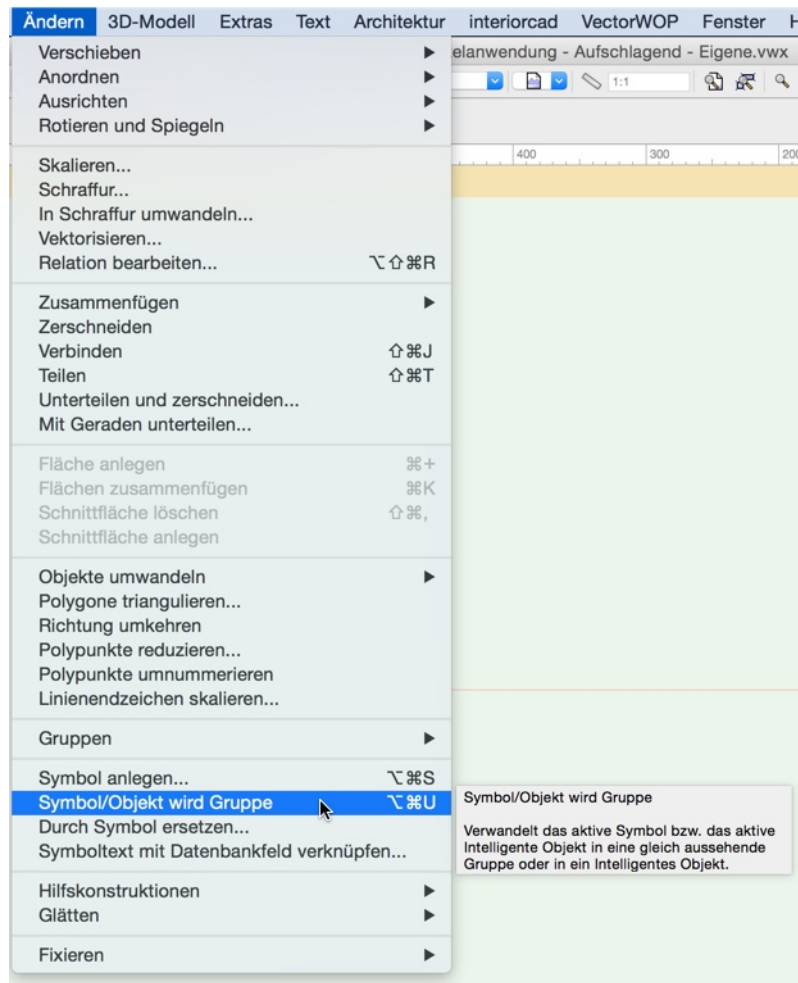 Ändern 3D-Modell Extras Text Architektur interiorcad VectorWOP Fenster
elanwendung - Aufschlagend - Eigene.vwx
1:1
400 300 200
Verschieben
Anordnen
Ausrichten
Rotieren und Spiegeln
Skalieren...
Schraffur...
In Schraffur umwandeln...
Vektorisieren...
Relation bearbeiten... ⌥⇧⌘R
Zusammenfügen
Zerschneiden
Verbinden ⇧⌘J
Teilen ⇧⌘T
Unterteilen und zerschneiden...
Mit Geraden unterteilen...
Fläche anlegen ⌘+
Flächen zusammenfügen ⌘K
Schnittfläche löschen ⇧⌘,
Schnittfläche anlegen
Objekte umwandeln
Polygone triangulieren...
Richtung umkehren
Polypunkte reduzieren...
Polypunkte umnummerieren
Linienendzeichen skalieren...
Gruppen
Symbol anlegen... ⌥⌘S
Symbol/Objekt wird Gruppe ⌥⌘U
Durch Symbol ersetzen...
Symboltext mit Datenbankfeld verknüpfen...
Hilfskonstruktionen
Glätten
Fixieren
Symbol/Objekt wird Gruppe
Verwandelt das aktive Symbol bzw. das aktive
Intelligente Objekt in eine gleich aussehende
Gruppe oder in ein Intelligentes Objekt.